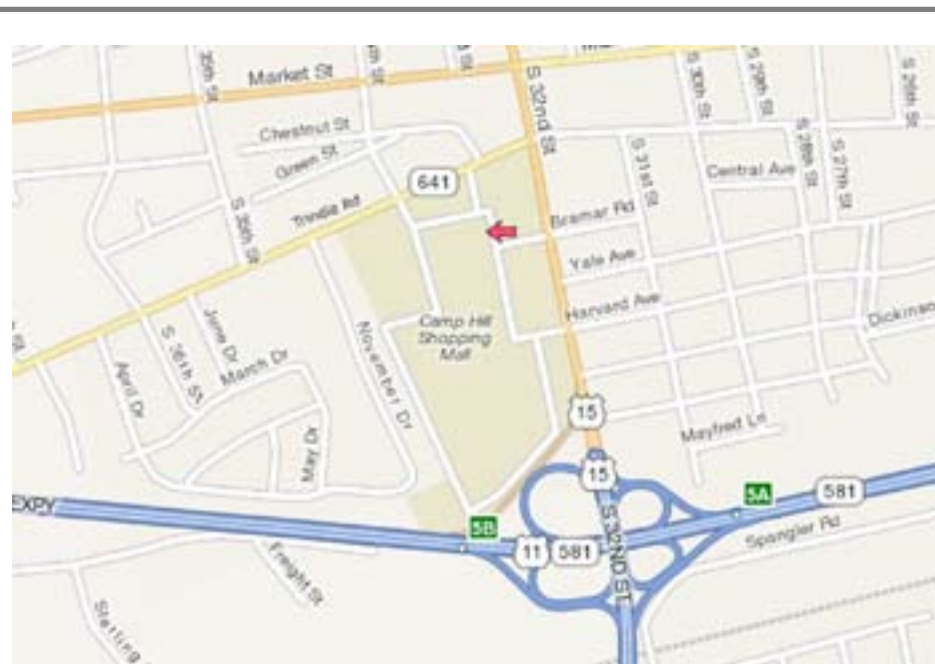 35th St
Market St
S 32nd St
S 30th St
S 29th St
S 26th St
Chestnut St
Green St
S 31st St
S 28th St
S 27th St
Central Ave
641
Trindle Rd
S 35th St
Bramar Rd
Yale Ave
Harvard Ave
Dickinso
Camp Hill
Shopping
Mall
June Dr
S 36th St
March Dr
November Dr
April Dr
May Dr
15
Mayfred Ln
15
5A
581
EXPY
5B
11
581
S 32ND ST
Spangler Rd
Freight St
Sterling